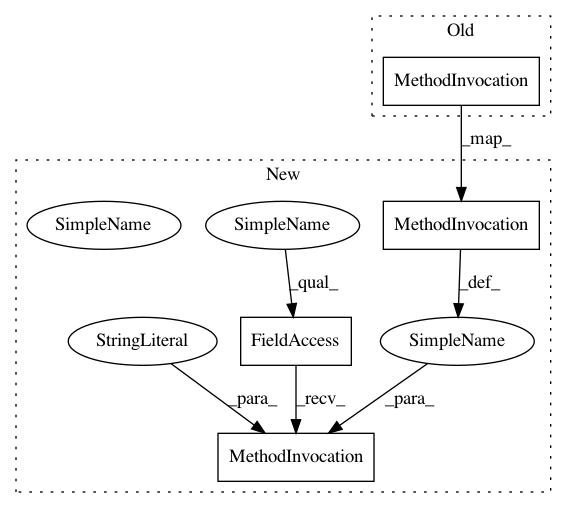 Old
MethodInvocation
_map_
New
SimpleName
SimpleName
MethodInvocation
_qual_
_def_
StringLiteral
FieldAccess
SimpleName
_para_
_recv_
_para_
MethodInvocation